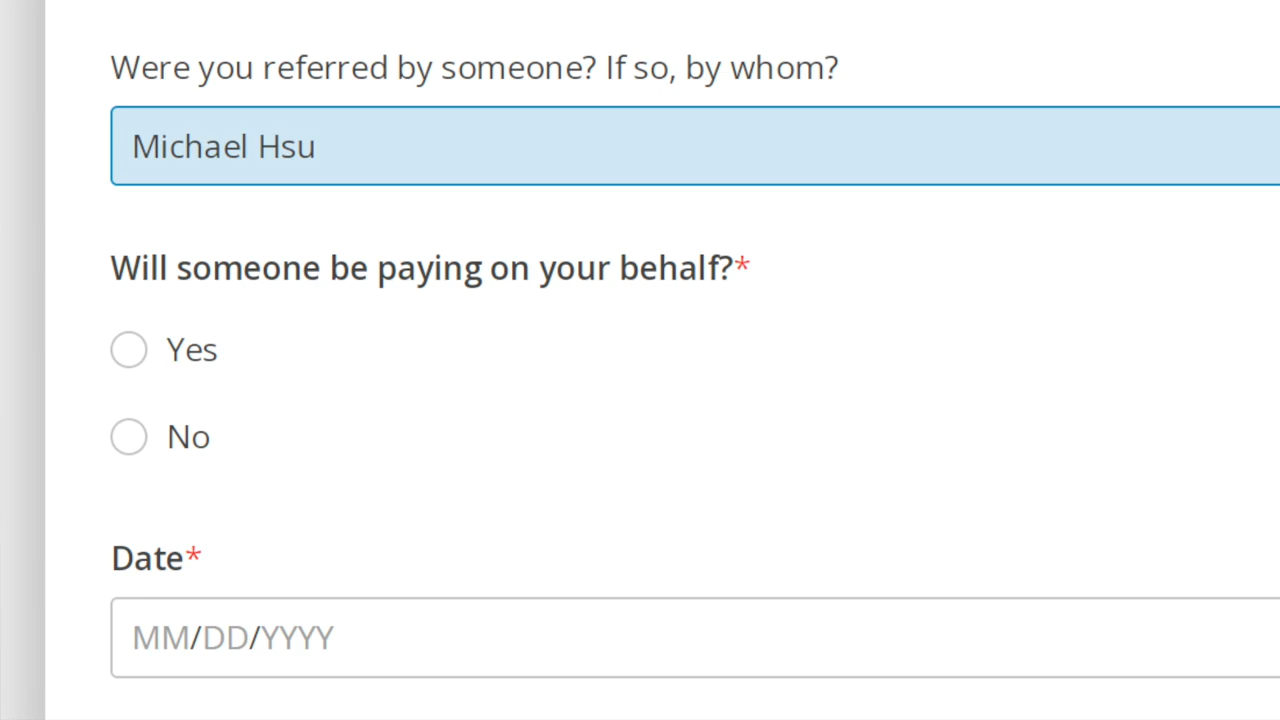 Were you referred by someone? If so, by whom?
Michael Hsu
Will someone be paying on your behalf?*
Yes
No
Date*
MM/DD/YYYY